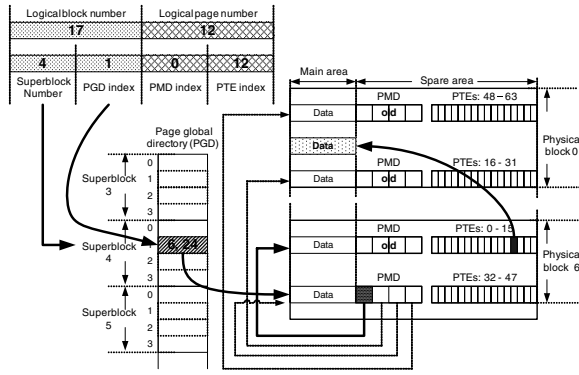 Logical block number Logical page number
17 12
4 1 0 12
Superblock Number PGD index PMD index PTE index
Main area Spare area
Page global directory (PGD)
Data PMD old PTEs: 48–63
Data
Physical block 0
Data PMD PTEs: 16 - 31
Superblock 3
0
1
2
3
Superblock 4
0
6, 24
1
2
3
Superblock 5
0
1
2
3
Data PMD old PTEs: 0 - 15
Physical block 6
Data PMD PTEs: 32 - 47